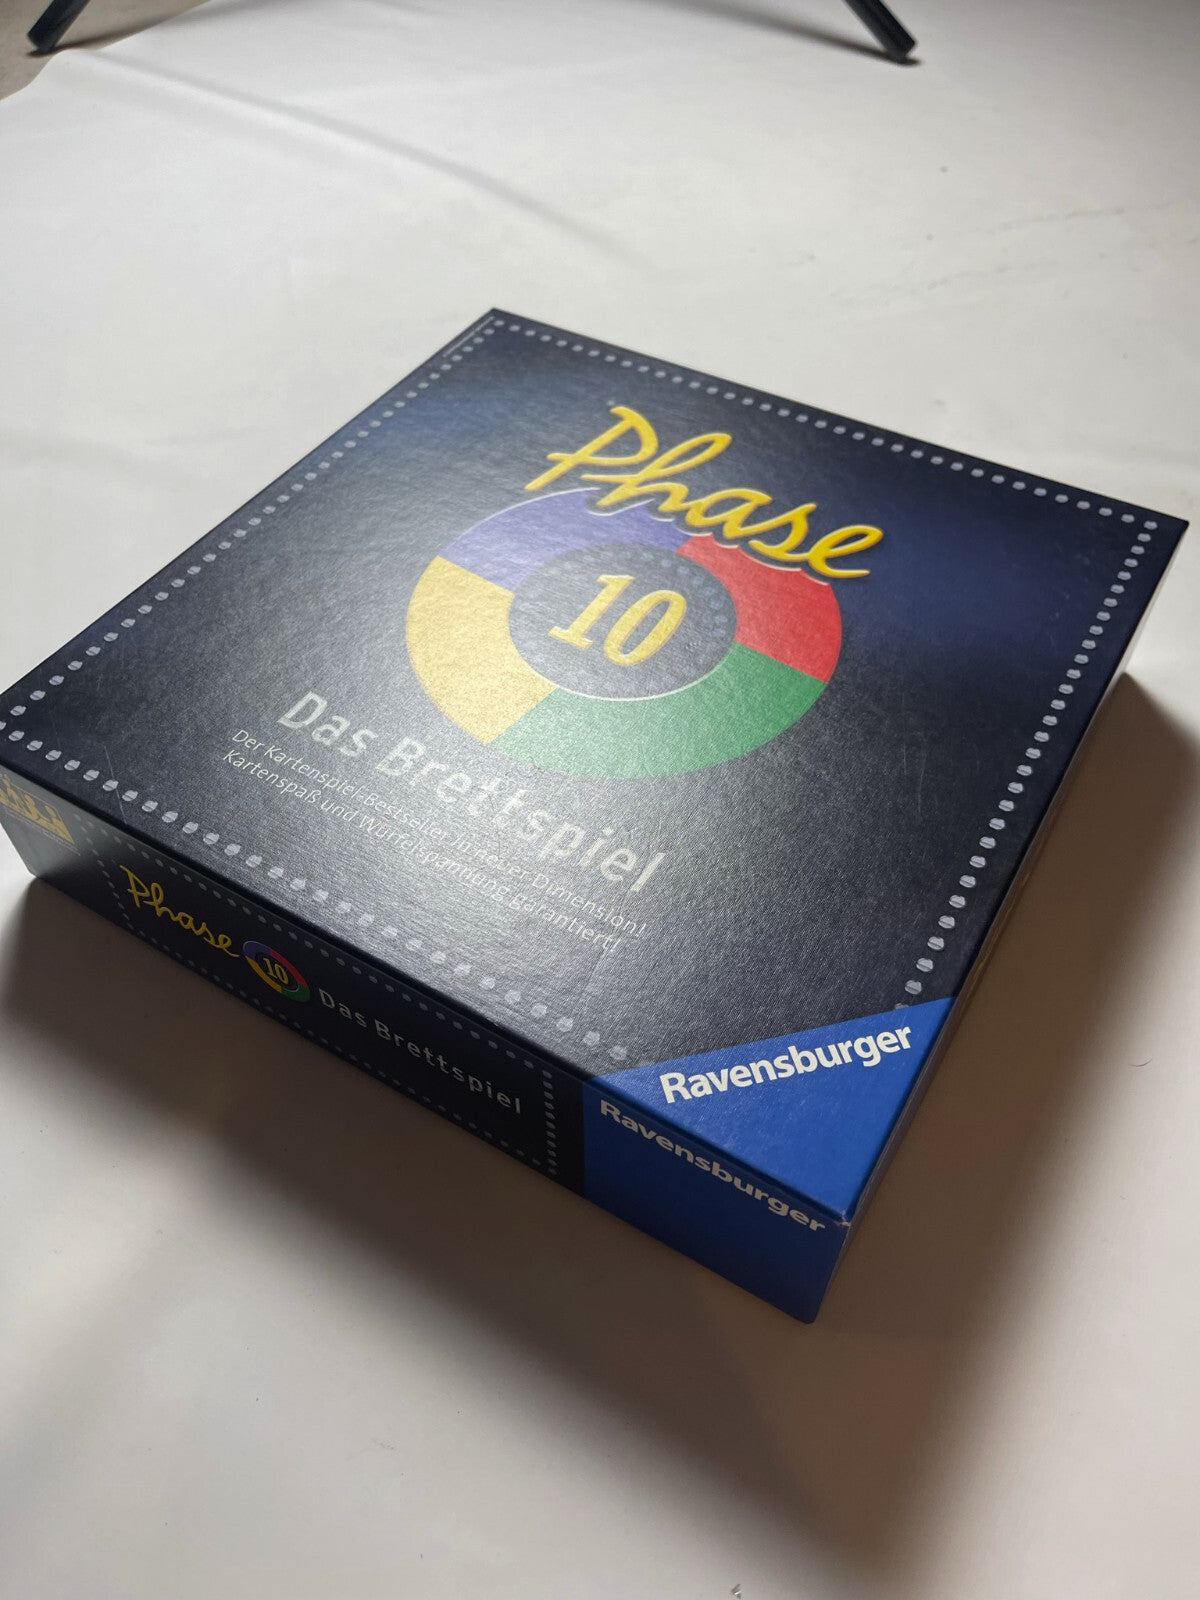 Phase
10
Das Brettspiel
Der Kartenspiel-Bestseller in neuer Dimension!
Kartenspaß und Würfelspannung garantiert!
Ravensburger
Phase
10
Das Brettspiel
Ravensburger